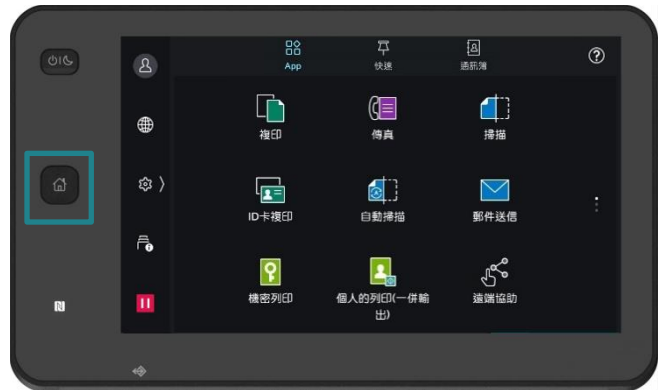 App
快速
通訊簿
複印
傳真
掃描
ID卡複印
自動掃描
郵件送信
機密列印
個人的列印(一併輸
出)
遠端協助